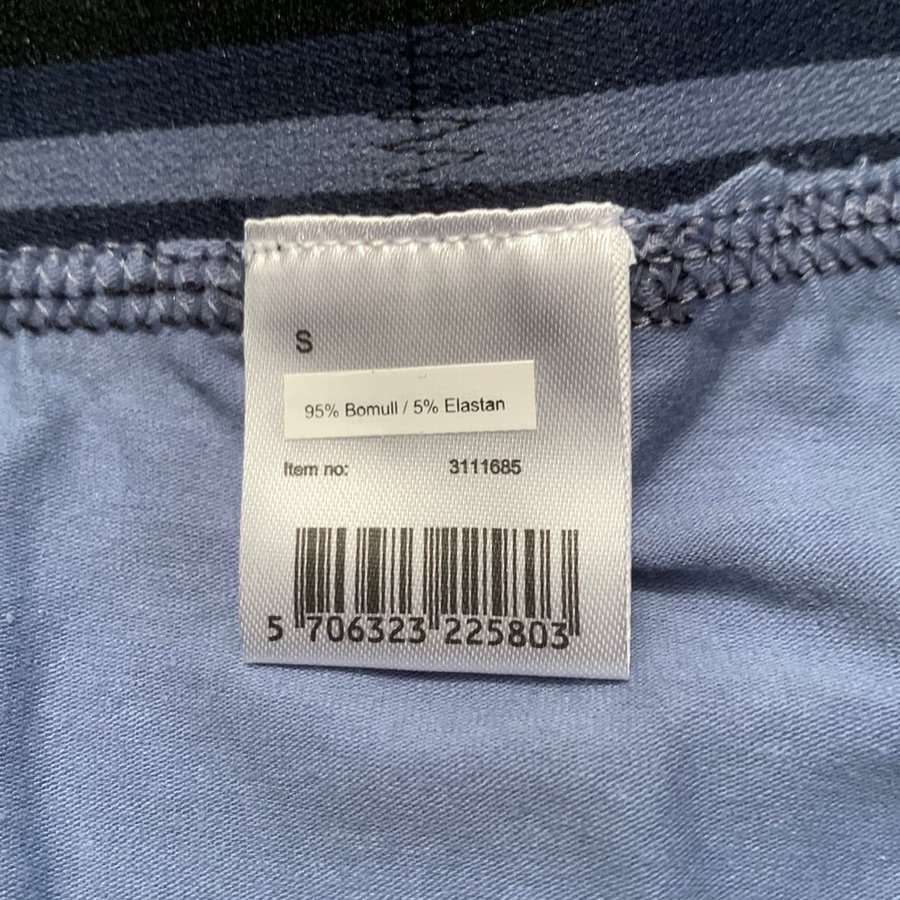 S
95% Bomull / 5% Elastan
Item no: 3111685
5 706323 225803